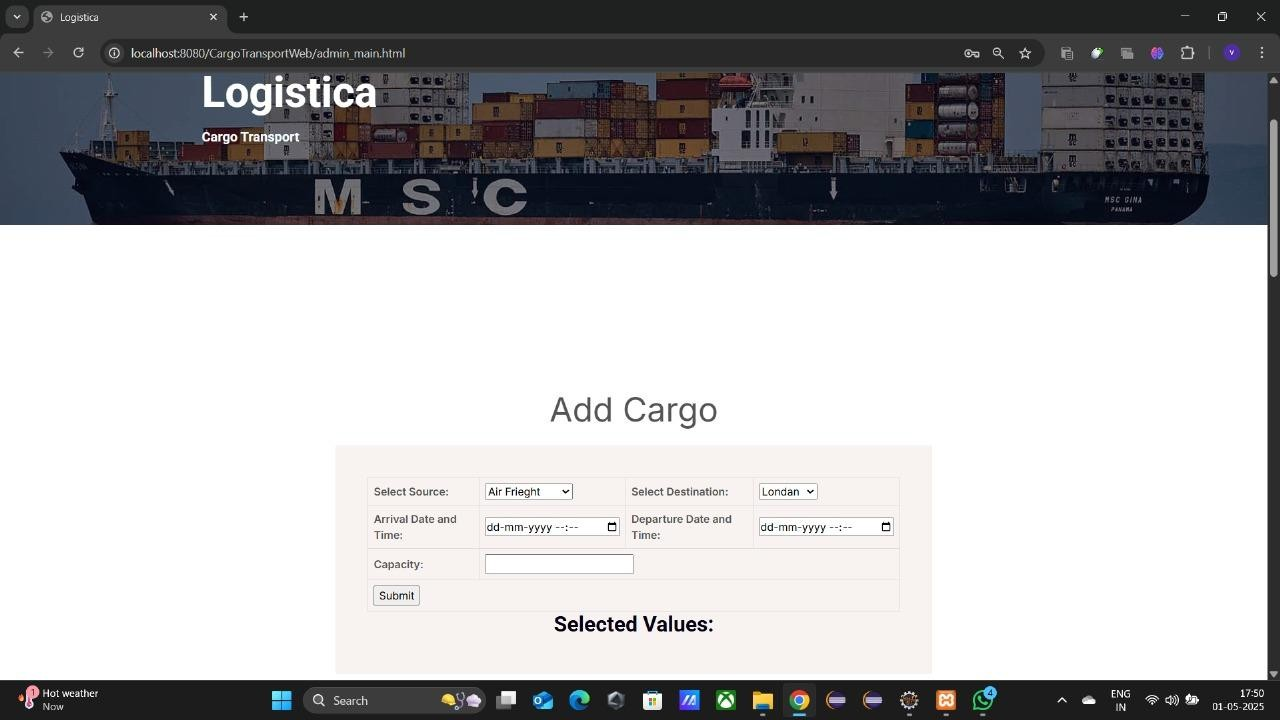 Logistica
localhost:8080/CargoTransportWeb/admin_main.html
V
Logistica
Cargo Transport
M S C
MSC GINA
PANAMA
Add Cargo
Select Source: Air Frieght Select Destination: Londan
Arrival Date and Time: dd-mm-yyyy --:-- Departure Date and Time: dd-mm-yyyy --:--
Capacity:
Submit
Selected Values:
1 Hot weather
Now
Search
4
ENG
IN
17:50
01-05-2025